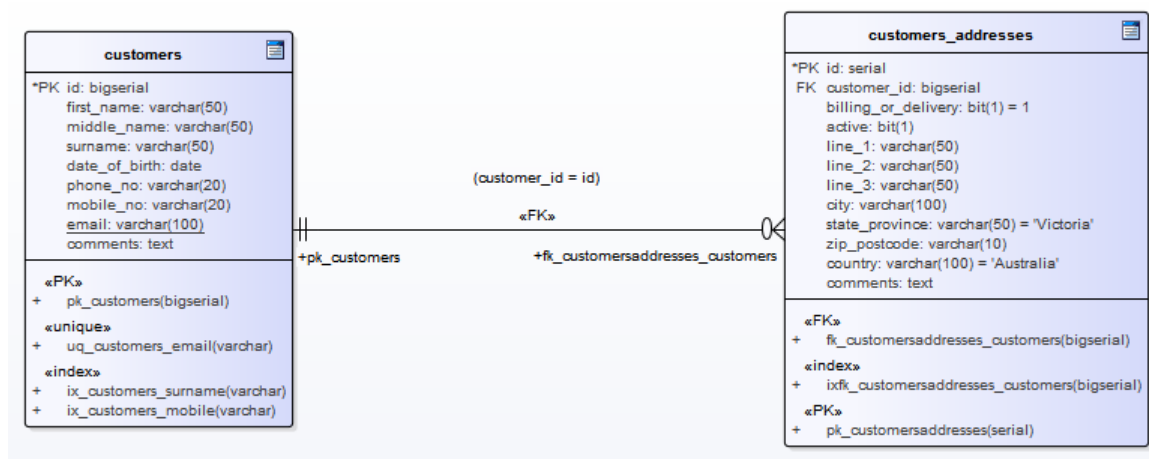 customers
*PK id: bigserial
first_name: varchar(50)
middle_name: varchar(50)
surname: varchar(50)
date_of_birth: date
phone_no: varchar(20)
mobile_no: varchar(20)
email: varchar(100)
comments: text
«PK»
+ pk_customers(bigserial)
«unique»
+ uq_customers_email(varchar)
«index»
+ ix_customers_surname(varchar)
+ ix_customers_mobile(varchar)
(customer_id = id)
«FK»
+pk_customers
+fk_customersaddresses_customers
customers_addresses
*PK id: serial
FK customer_id: bigserial
billing_or_delivery: bit(1) = 1
active: bit(1)
line_1: varchar(50)
line_2: varchar(50)
line_3: varchar(50)
city: varchar(100)
state_province: varchar(50) = 'Victoria'
zip_postcode: varchar(10)
country: varchar(100) = 'Australia'
comments: text
«FK»
+ fk_customersaddresses_customers(bigserial)
«index»
+ ixfk_customersaddresses_customers(bigserial)
«PK»
+ pk_customersaddresses(serial)